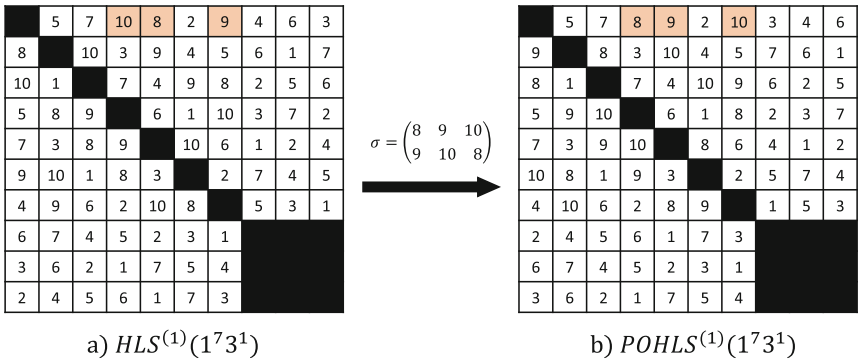 5 7 10 8 2 9 4 6 3
8 10 3 9 4 5 6 1 7
10 1 7 4 9 8 2 5 6
5 8 9 6 1 10 3 7 2
7 3 8 9 10 6 1 2 4
9 10 1 8 3 2 7 4 5
4 9 6 2 10 8 5 3 1
6 7 4 5 2 3 1
3 6 2 1 7 5 4
2 4 5 6 1 7 3
a) HLS⁽¹⁾(1⁷3¹)
σ = (8 9 10
9 10 8)
5 7 8 9 2 10 3 4 6
9 8 3 10 4 5 7 6 1
8 1 7 4 10 9 6 2 5
5 9 10 6 1 8 2 3 7
7 3 9 10 8 6 4 1 2
10 8 1 9 3 2 5 7 4
4 10 6 2 8 9 1 5 3
2 4 5 6 1 7 3
6 7 4 5 2 3 1
3 6 2 1 7 5 4
b) POHLS⁽¹⁾(1⁷3¹)